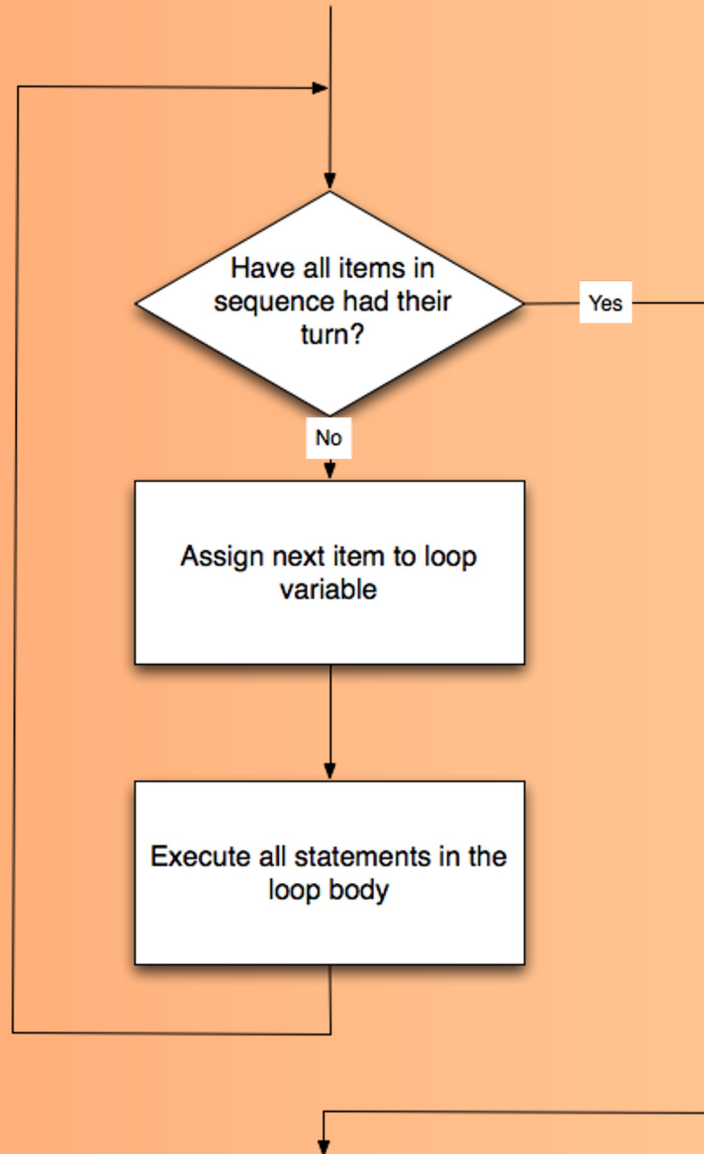 Have all items in
sequence had their
turn?
Yes
No
Assign next item to loop
variable
Execute all statements in the
loop body